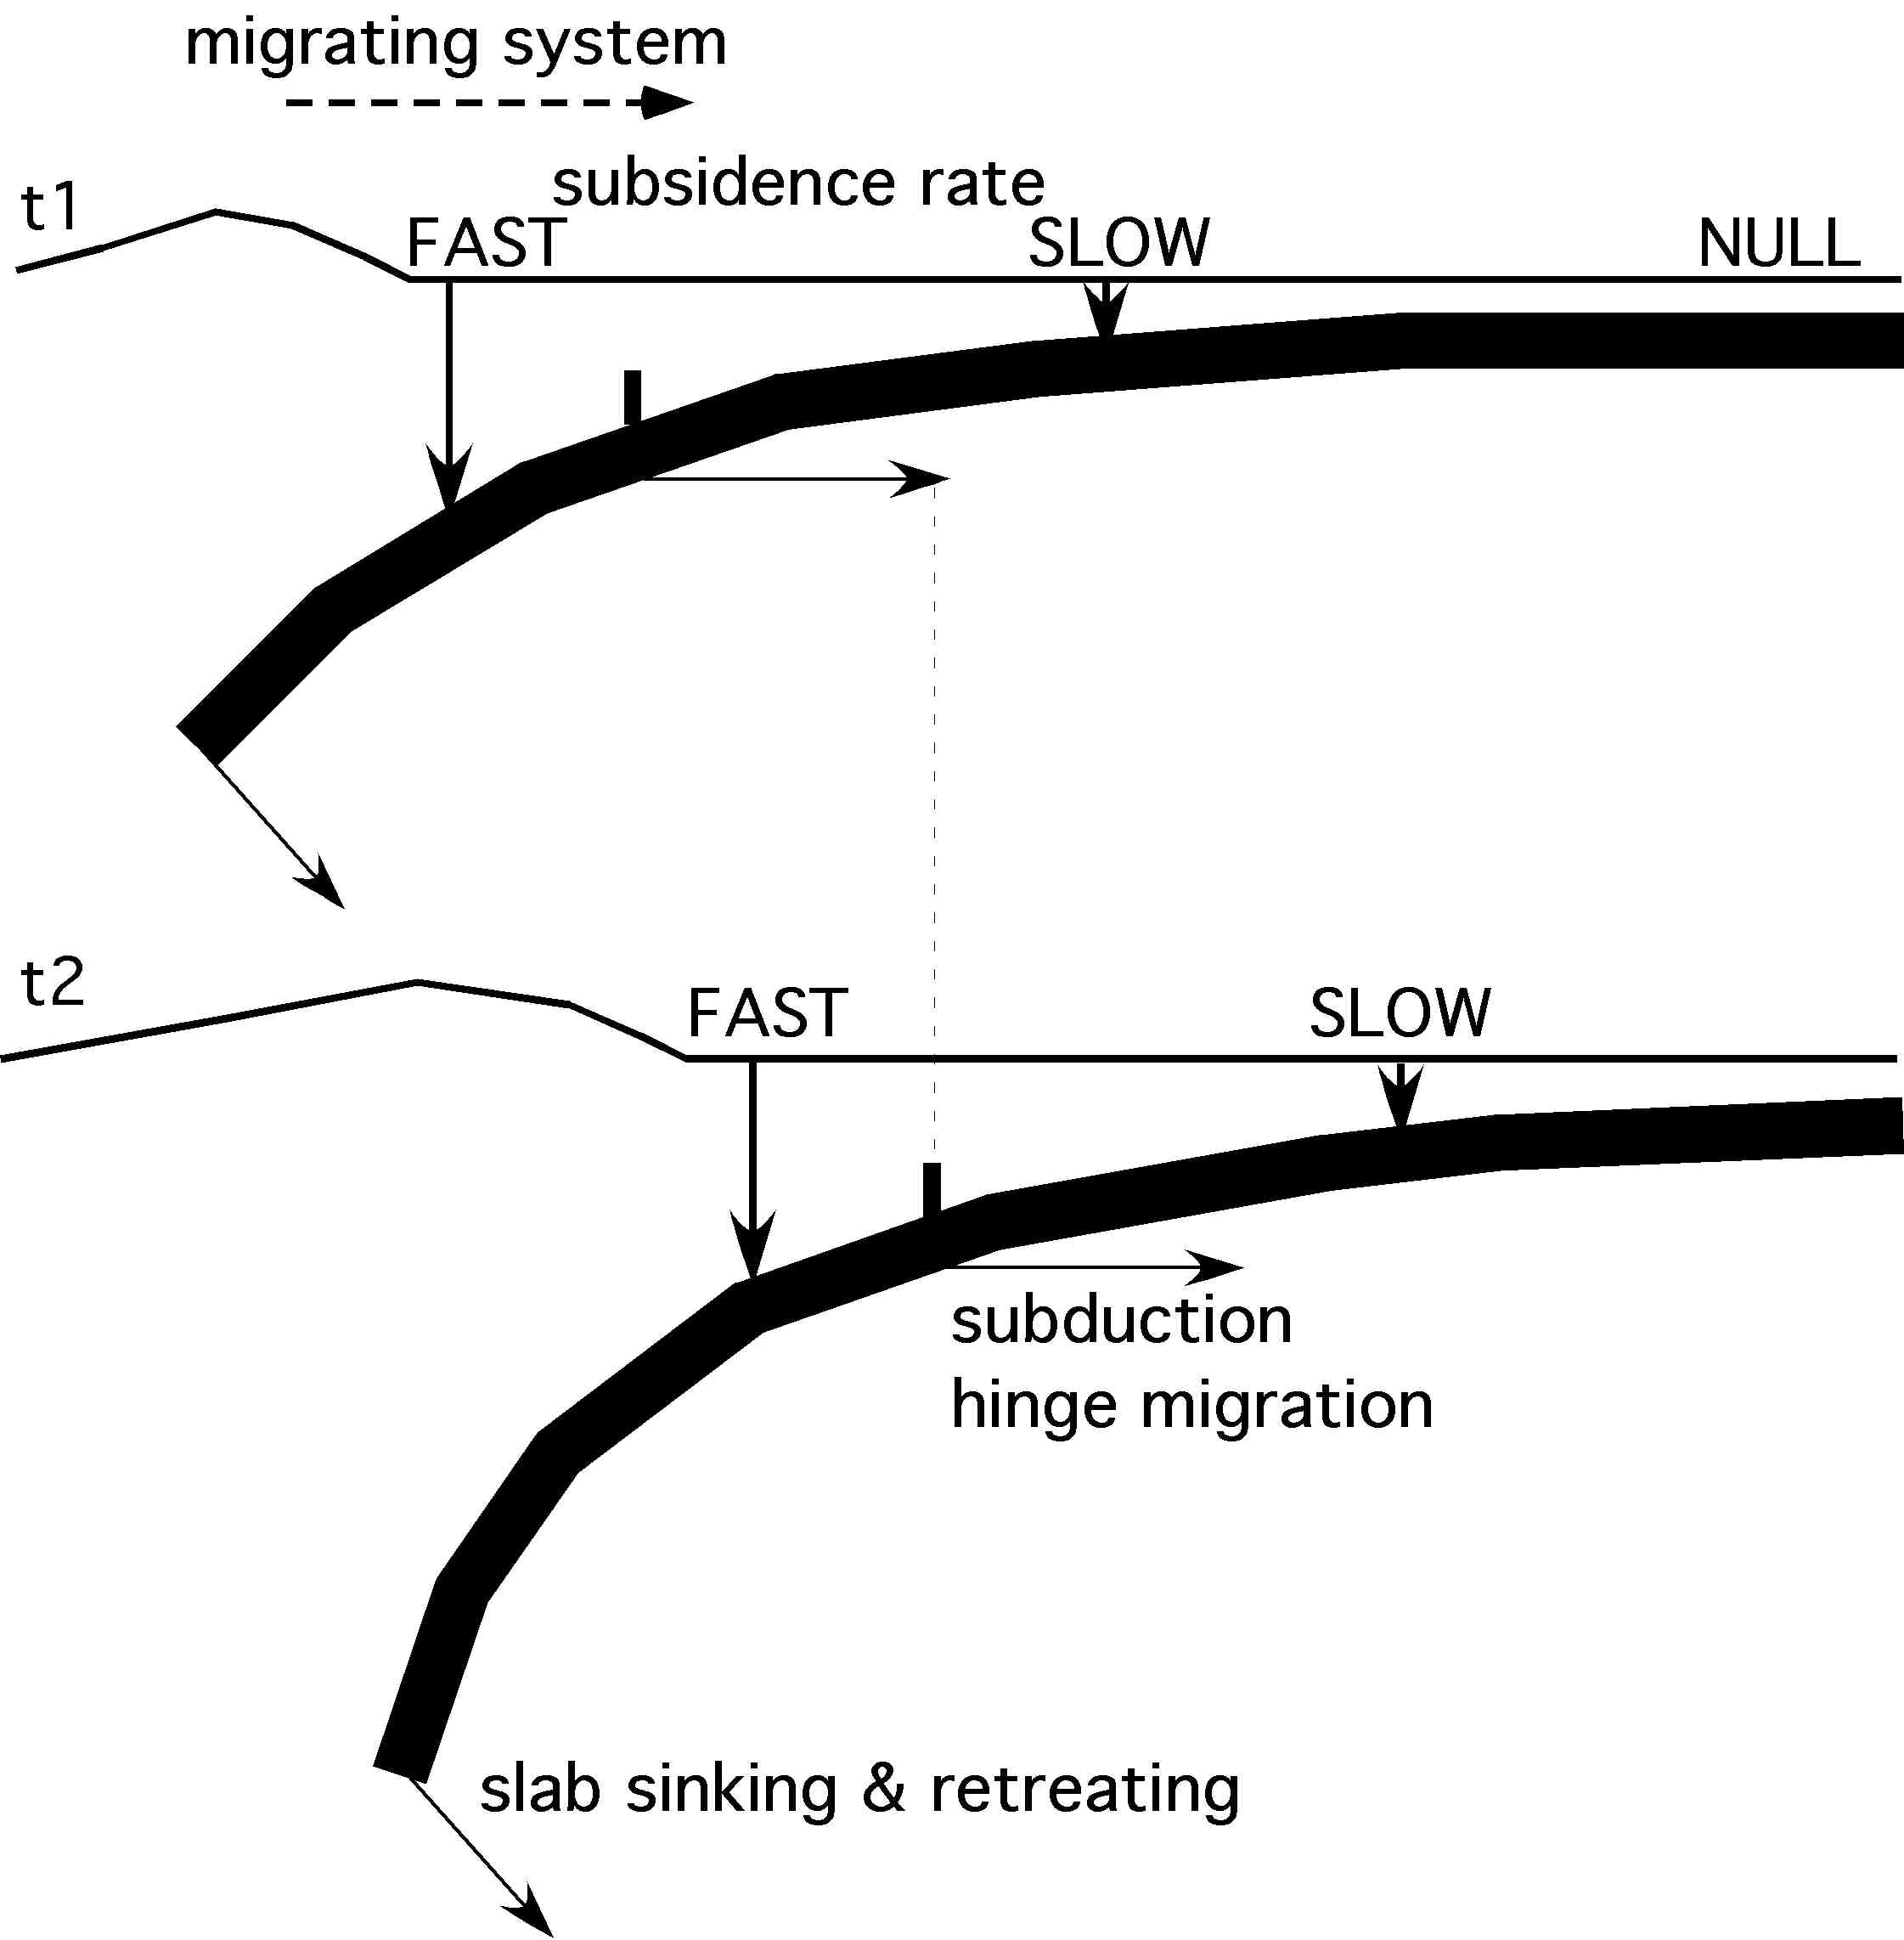 migrating system
subsidence rate
t1
FAST SLOW NULL
t2
FAST SLOW
subduction
hinge migration
slab sinking & retreating